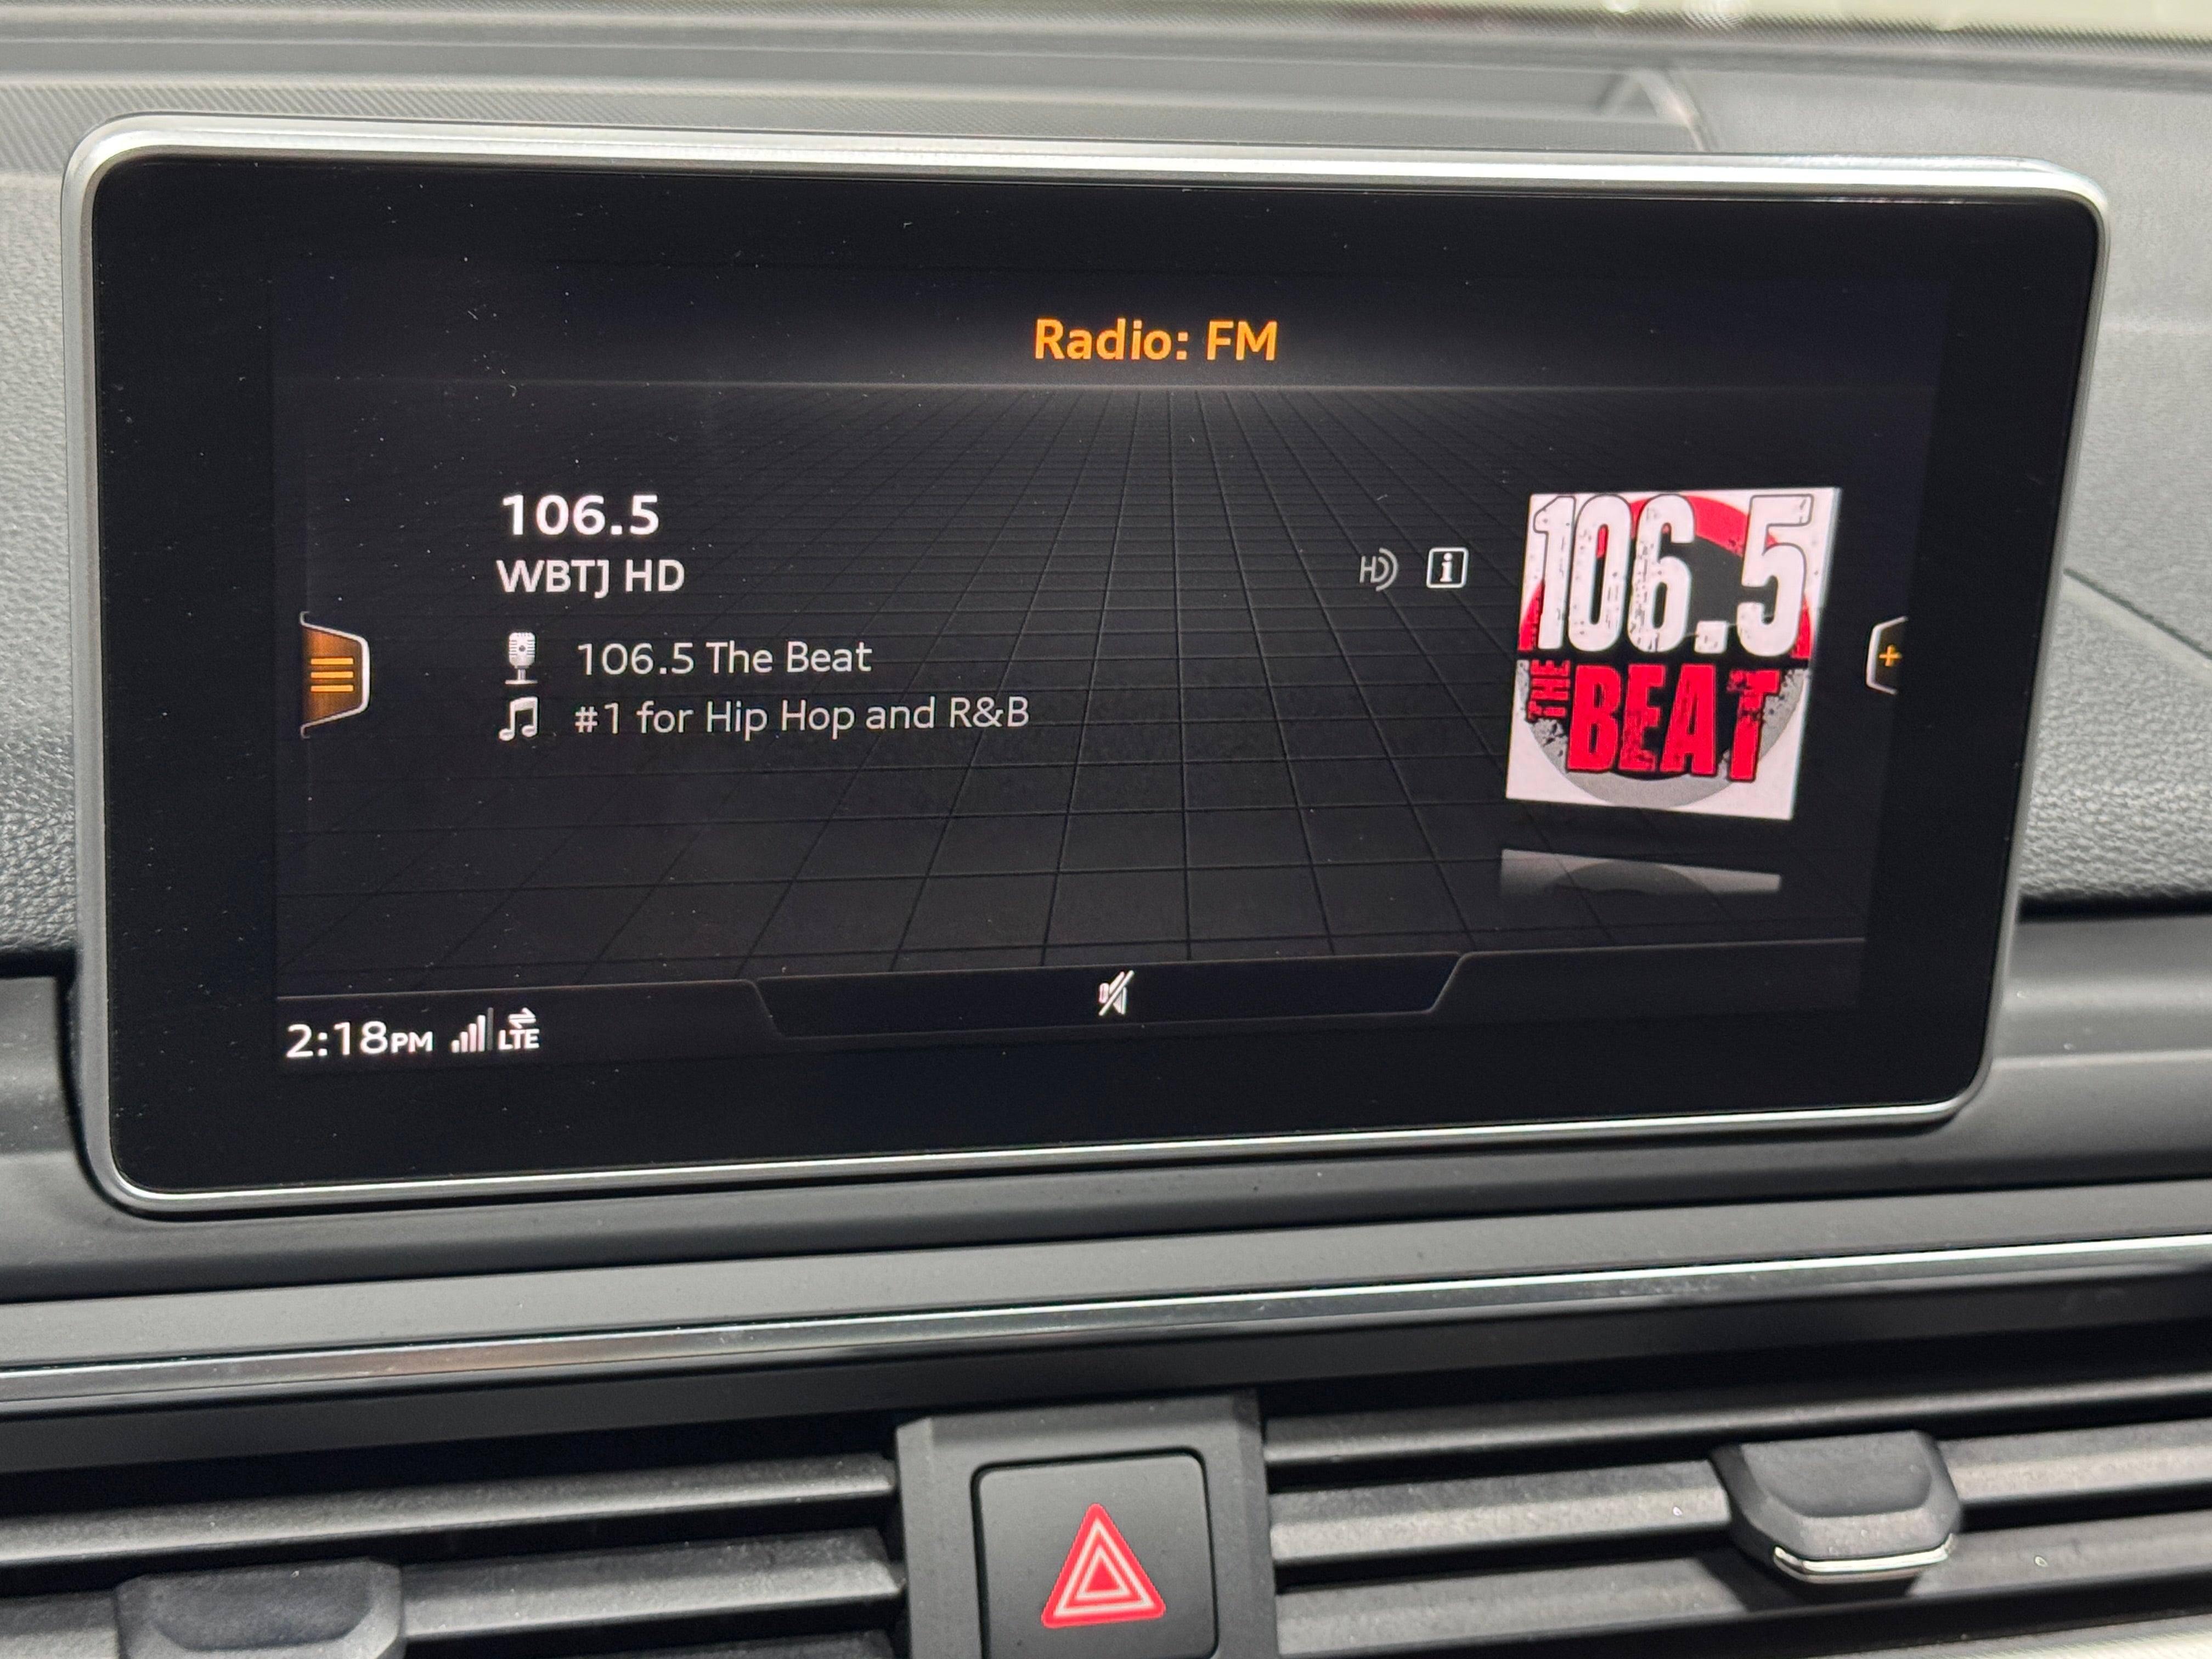 Radio: FM
106.5
WBTJ HD
HD
i
106.5 The Beat
#1 for Hip Hop and R&B
106.5
THE BEAT
2:18PM LTE